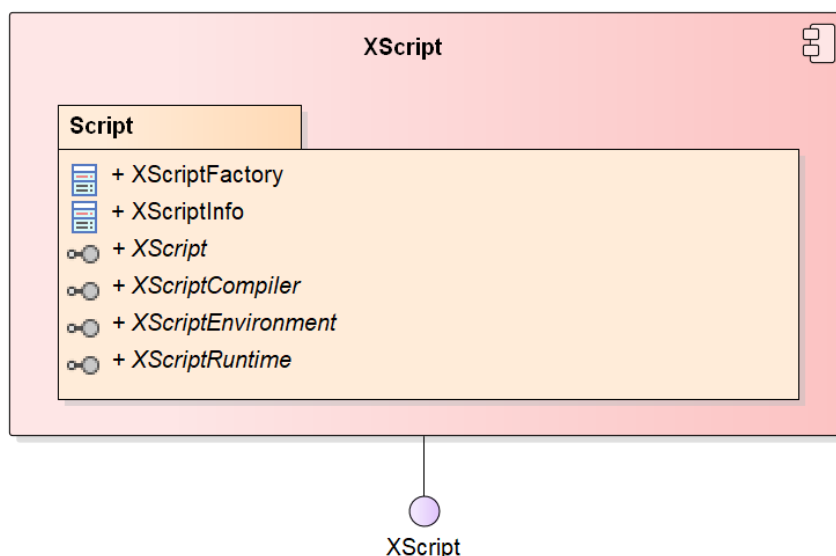 XScript
Script
+ XScriptFactory
+ XScriptInfo
+ XScript
+ XScriptCompiler
+ XScriptEnvironment
+ XScriptRuntime
XScript